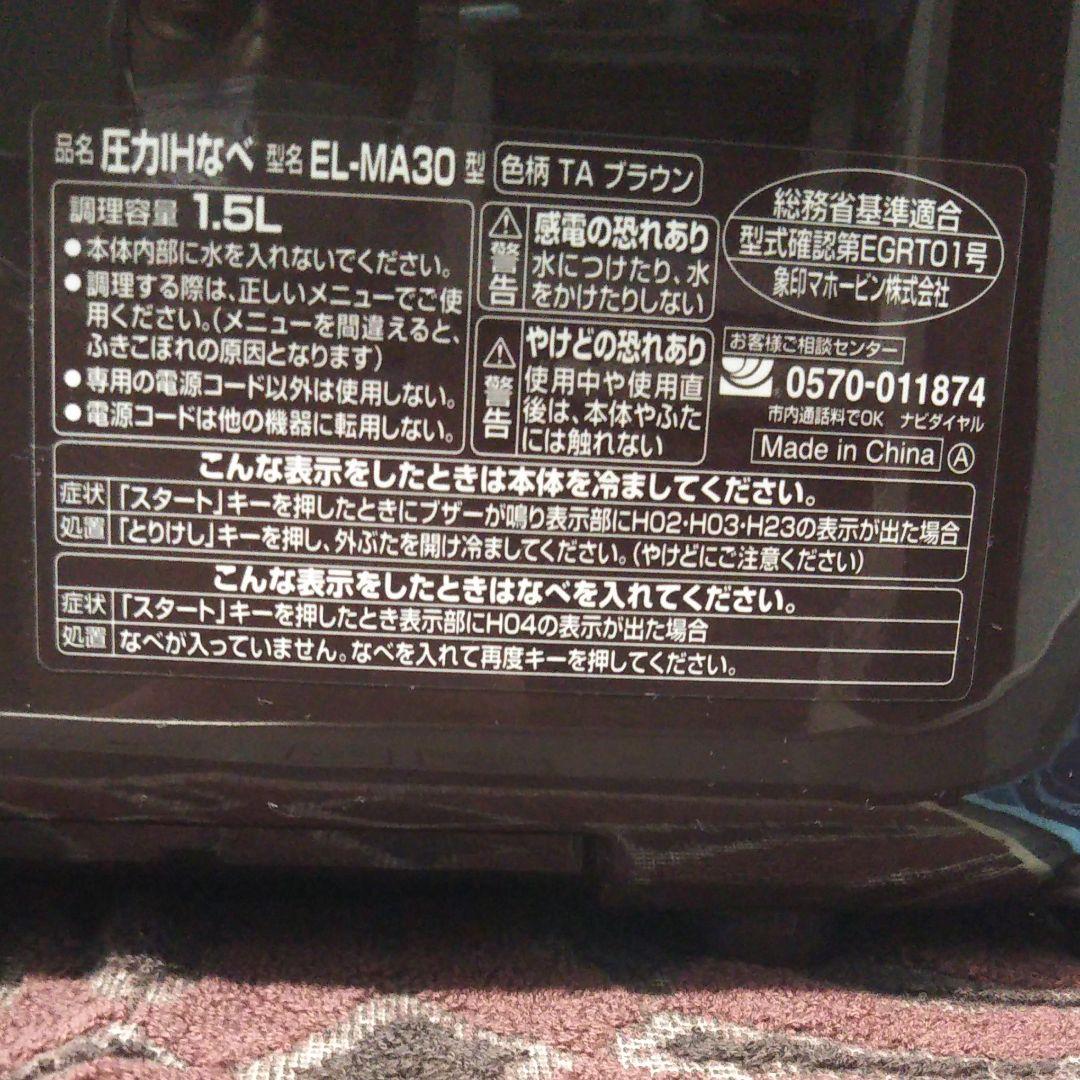 品名 圧力IHなべ 型名 EL-MA30 型 色柄 TA ブラウン
調理容量 1.5L
●本体内部に水を入れないでください。
●調理する際は、正しいメニューでご使
用ください。(メニューを間違えると、
ふきこぼれの原因となります)
●専用の電源コード以外は使用しない。
●電源コードは他の機器に転用しない。
警告
感電の恐れあり
水につけたり、水
をかけたりしない
警告
やけどの恐れあり
使用中や使用直
後は、本体やふた
には触れない
総務省基準適合
型式確認第EGRT01号
象印マホービン株式会社
お客様ご相談センター
0570-011874
市内通話料でOK ナビダイヤル
Made in China Ⓐ
こんな表示をしたときは本体を冷ましてください。
症状 「スタート」キーを押したときにブザーが鳴り表示部にH02・H03・H23の表示が出た場合
処置 「とりけし」キーを押し、外ぶたを開け冷ましてください。(やけどにご注意ください)
こんな表示をしたときはなべを入れてください。
症状 「スタート」キーを押したとき表示部にH04の表示が出た場合
処置 なべが入っていません。なべを入れて再度キーを押してください。